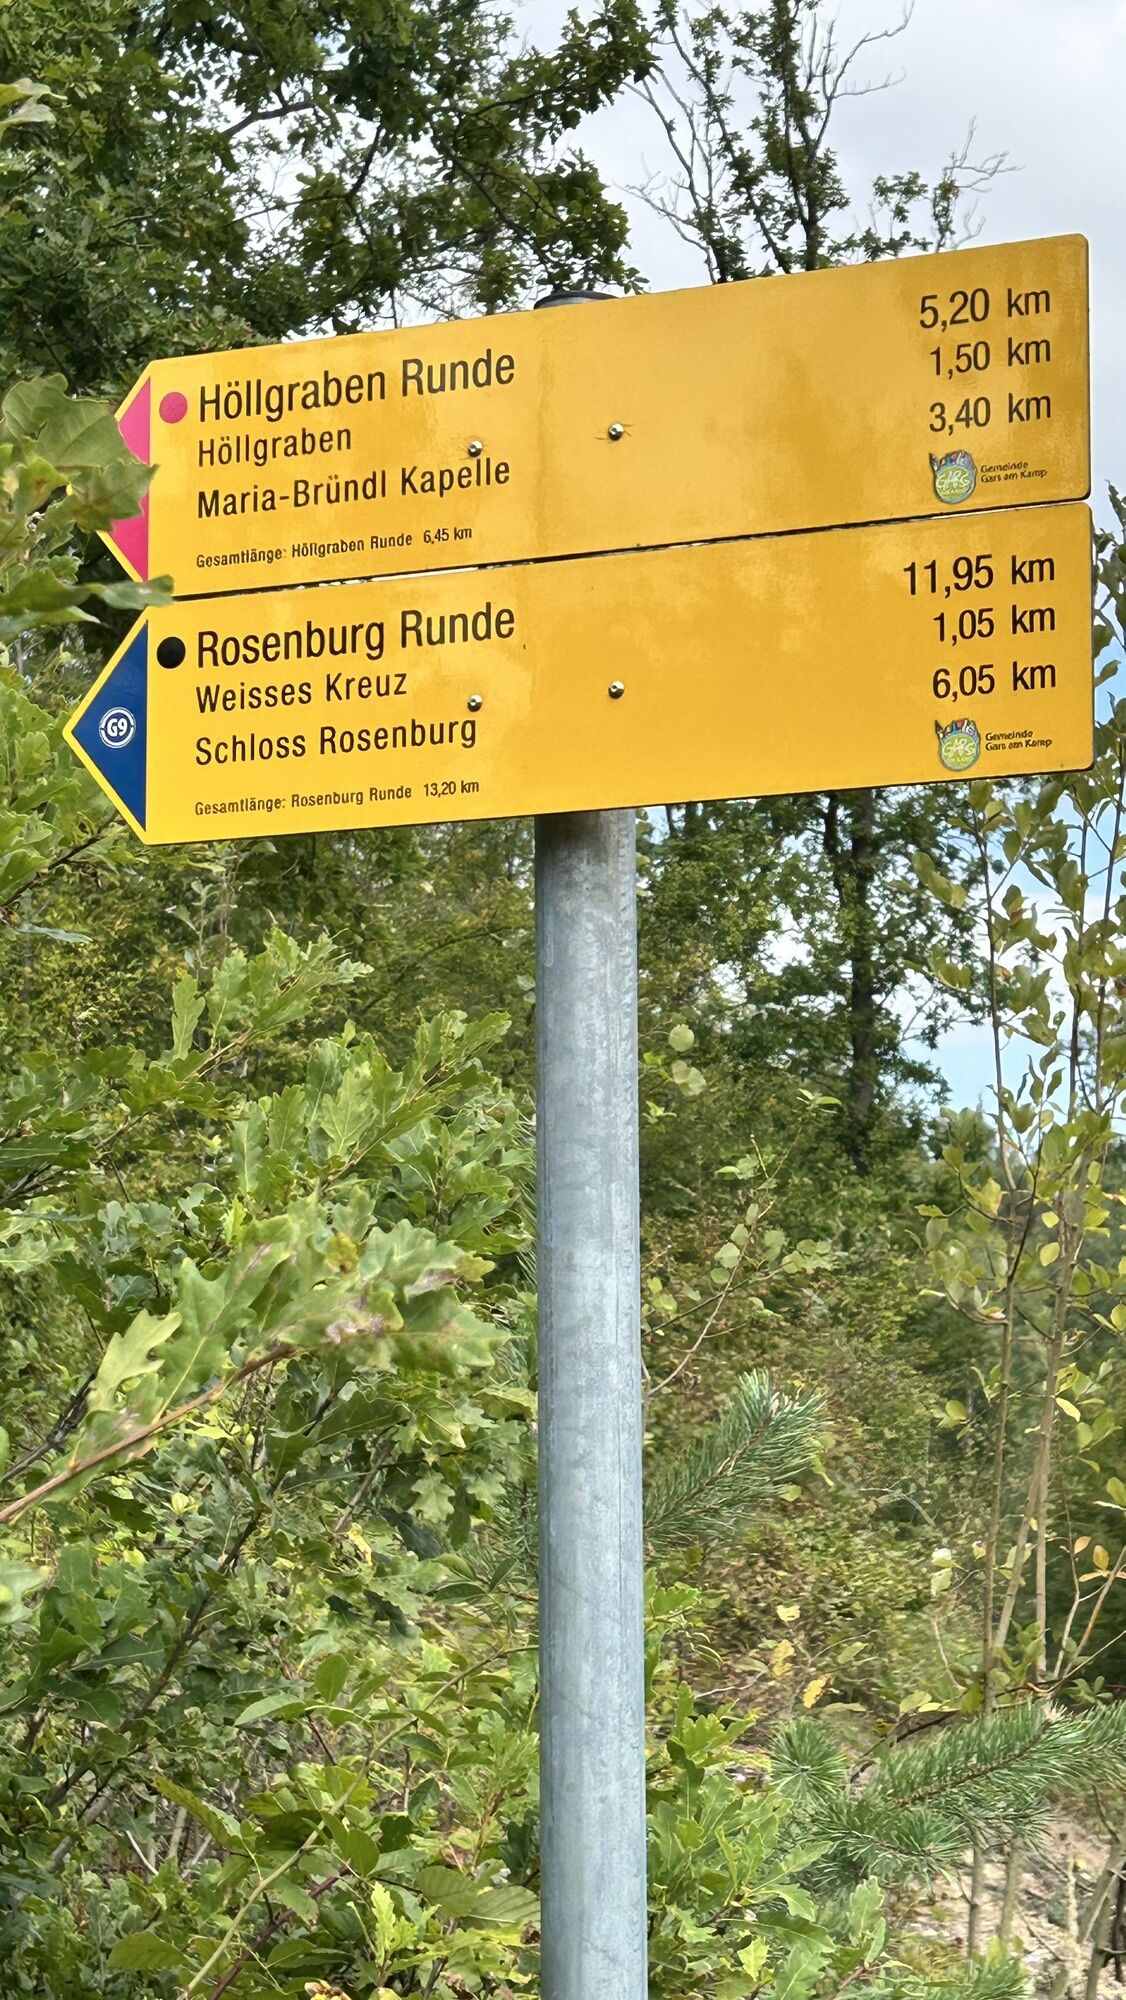 Höllgraben Runde 5,20 km
Höllgraben 1,50 km
Maria-Bründl Kapelle 3,40 km
Gesamtlänge: Höllgraben Runde 6,45 km
GARS
Gemeinde
Gars am Kamp
Rosenburg Runde 11,95 km
Weisses Kreuz 1,05 km
Schloss Rosenburg 6,05 km
G9
Gesamtlänge: Rosenburg Runde 13,20 km
GARS
Gemeinde
Gars am Kamp